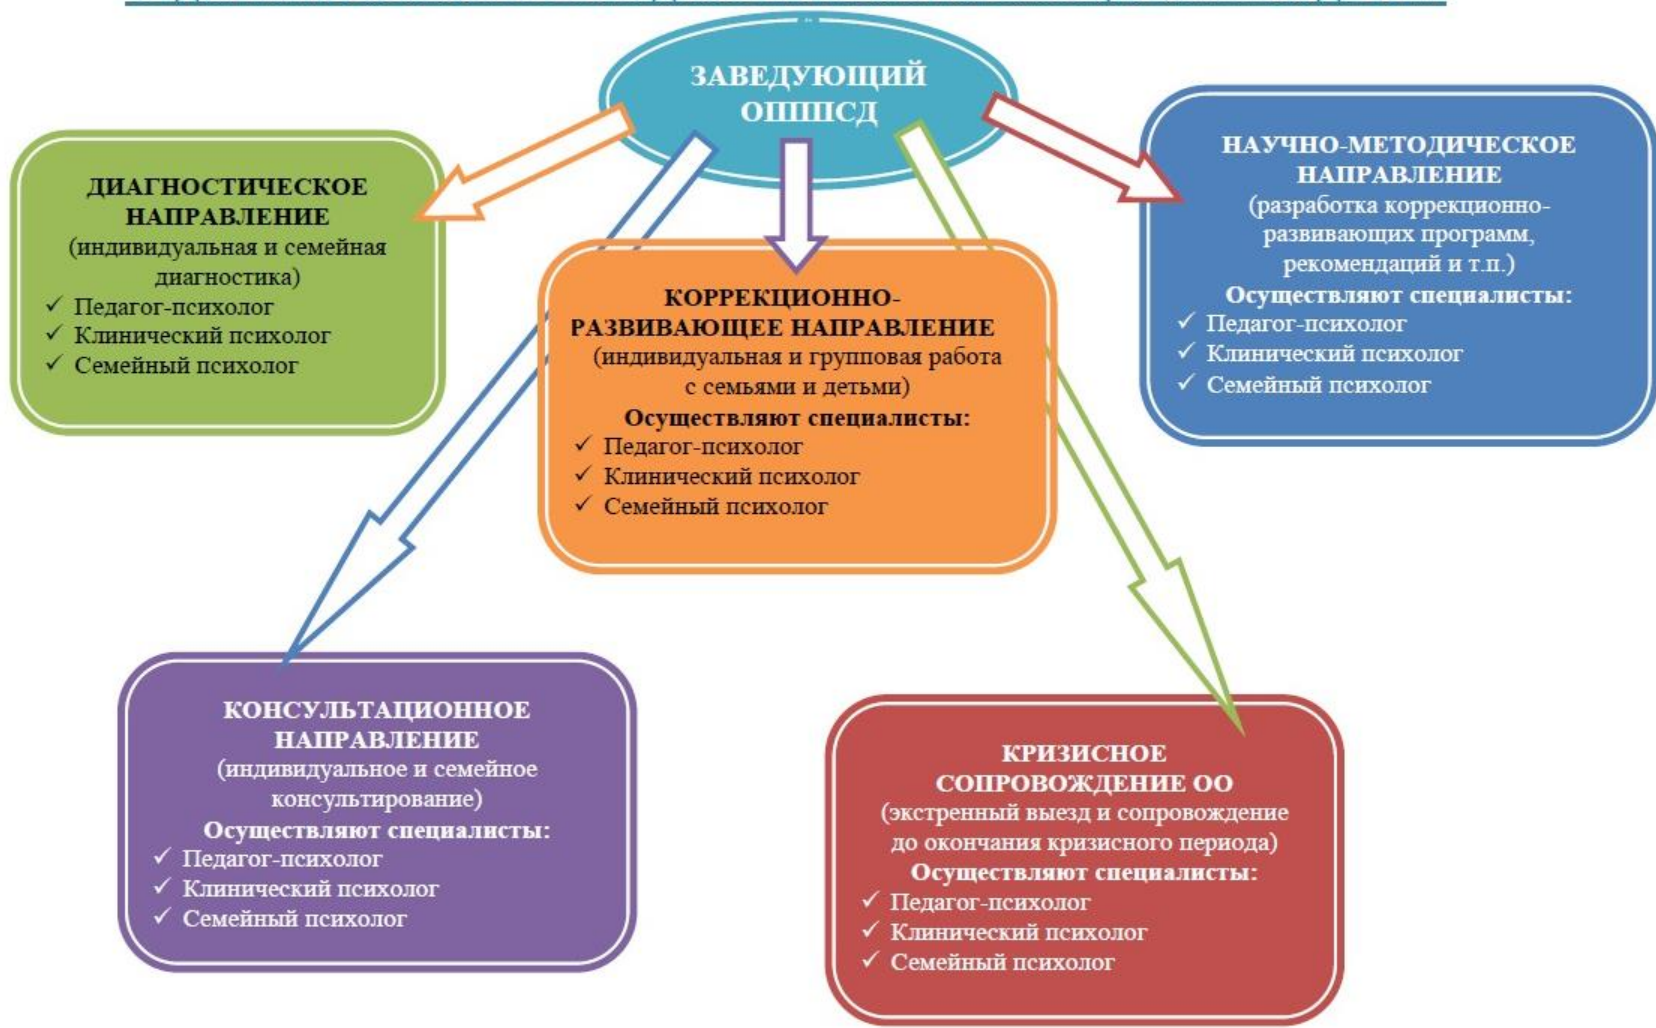 ЗАВЕДУЮЩИЙ
ОПППСД
ДИАГНОСТИЧЕСКОЕ
НАПРАВЛЕНИЕ
(индивидуальная и семейная
диагностика)
✓ Педагог-психолог
✓ Клинический психолог
✓ Семейный психолог
КОРРЕКЦИОННО-
РАЗВИВАЮЩЕЕ НАПРАВЛЕНИЕ
(индивидуальная и групповая работа
с семьями и детьми)
Осуществляют специалисты:
✓ Педагог-психолог
✓ Клинический психолог
✓ Семейный психолог
НАУЧНО-МЕТОДИЧЕСКОЕ
НАПРАВЛЕНИЕ
(разработка коррекционно-
развивающих программ,
рекомендаций и т.п.)
Осуществляют специалисты:
✓ Педагог-психолог
✓ Клинический психолог
✓ Семейный психолог
КОНСУЛЬТАЦИОННОЕ
НАПРАВЛЕНИЕ
(индивидуальное и семейное
консультирование)
Осуществляют специалисты:
✓ Педагог-психолог
✓ Клинический психолог
✓ Семейный психолог
КРИЗИСНОЕ
СОПРОВОЖДЕНИЕ ОО
(экстренный выезд и сопровождение
до окончания кризисного периода)
Осуществляют специалисты:
✓ Педагог-психолог
✓ Клинический психолог
✓ Семейный психолог